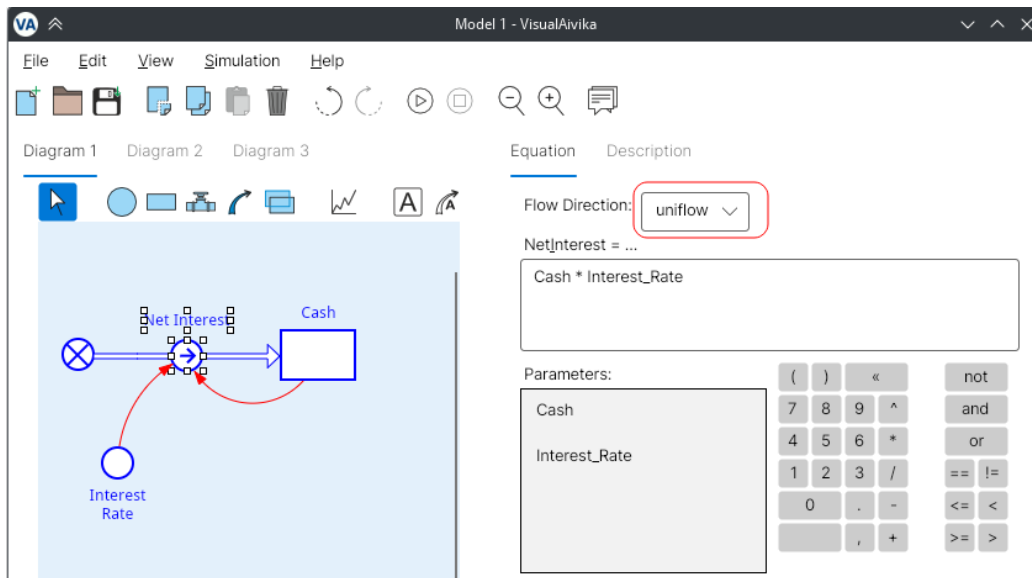 VA
Model 1 - VisualAivika
File Edit View Simulation Help
Diagram 1 Diagram 2 Diagram 3
A A
Net Interest
Cash
Interest
Rate
Equation Description
Flow Direction: uniflow
NetInterest = ...
Cash * Interest_Rate
Parameters:
Cash
Interest_Rate
( ) « not
7 8 9 ^ and
4 5 6 * or
1 2 3 / == !=
0 . - <= <
, + >= >